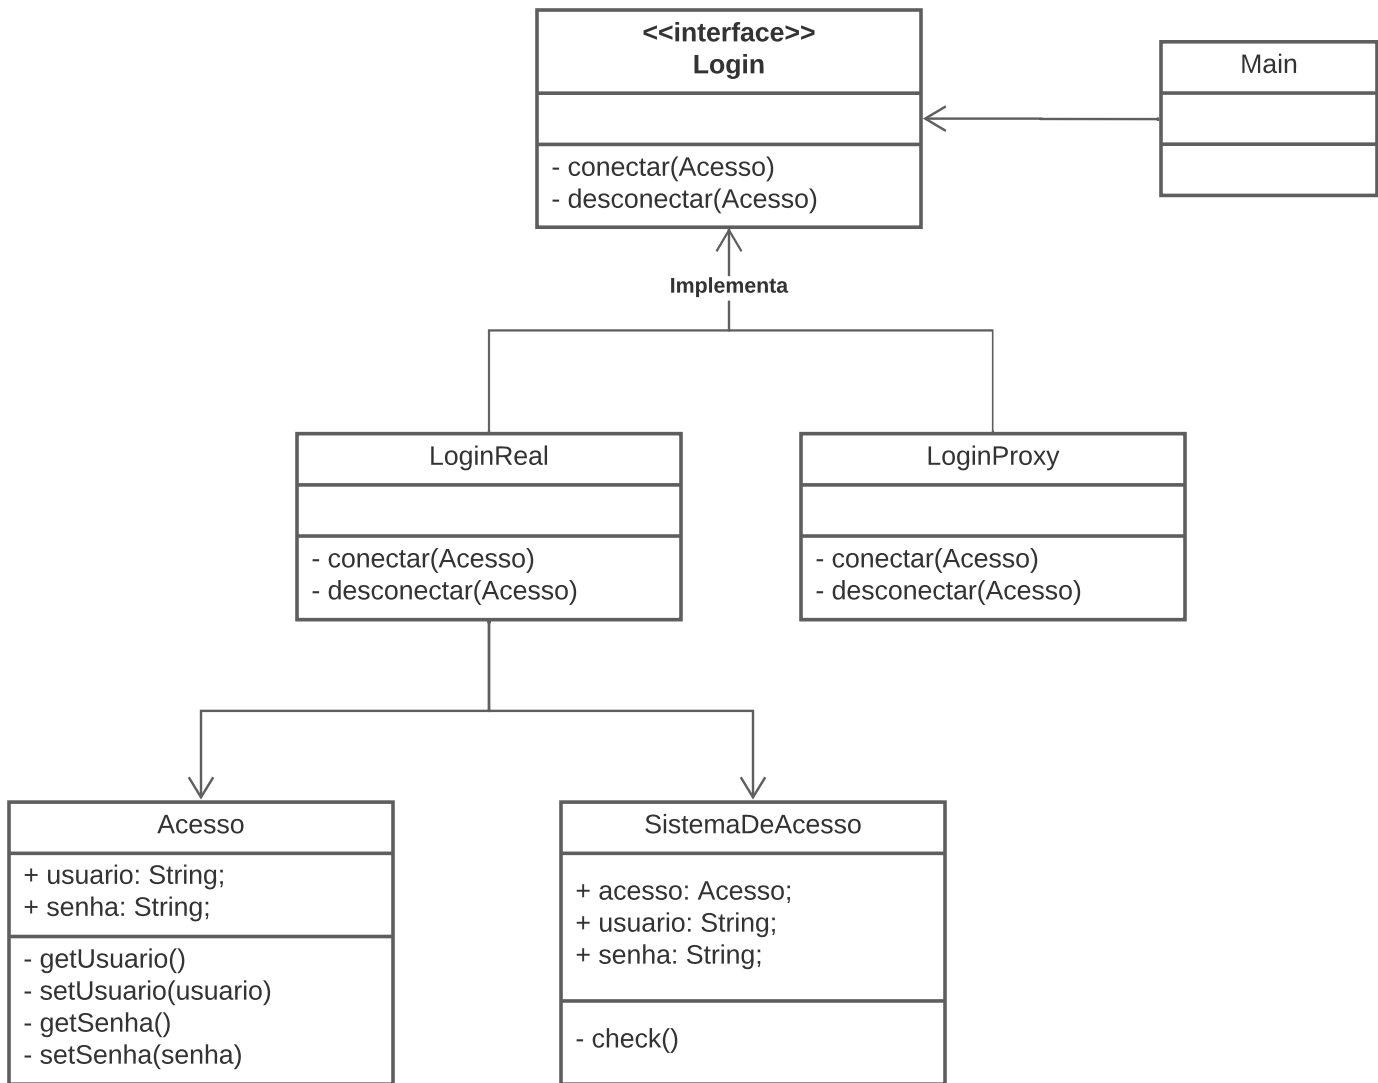 <<interface>>
Login
- conectar(Acesso)
- desconectar(Acesso)
Main
Implementa
LoginReal
- conectar(Acesso)
- desconectar(Acesso)
LoginProxy
- conectar(Acesso)
- desconectar(Acesso)
Acesso
+ usuario: String;
+ senha: String;
- getUsuario()
- setUsuario(usuario)
- getSenha()
- setSenha(senha)
SistemaDeAcesso
+ acesso: Acesso;
+ usuario: String;
+ senha: String;
- check()